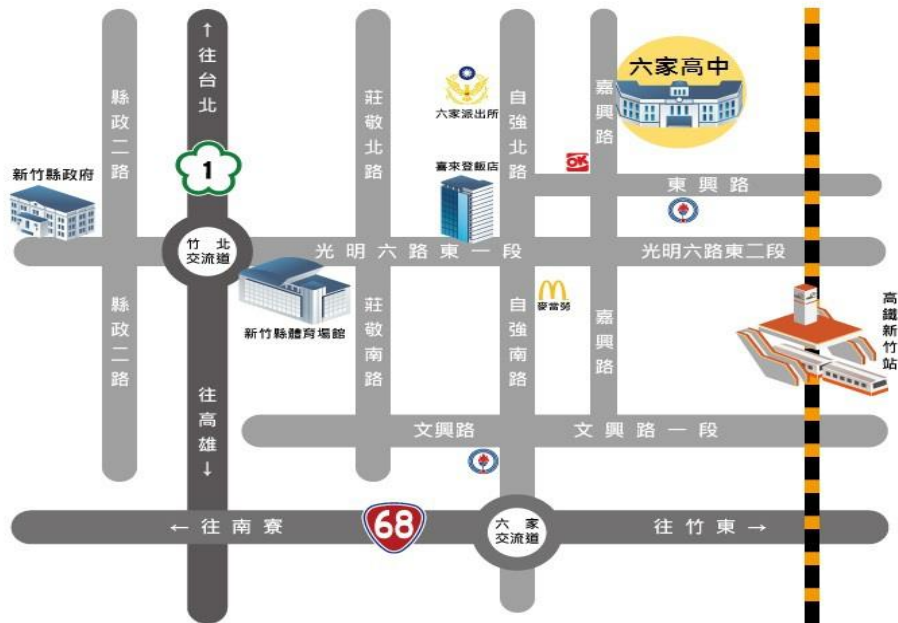 ↑往台北
縣政二路
1
莊敬北路
六家派出所
自強北路
嘉興路
六家高中
OK
新竹縣政府
喜來登飯店
東興路
竹北
交流道
光明六路東一段
光明六路東二段
新竹縣體育場館
麥當勞
縣政二路
莊敬南路
自強南路
嘉興路
高鐵新竹站
往高雄↓
文興路
文興路一段
←往南寮
68
六家
交流道
往竹東→